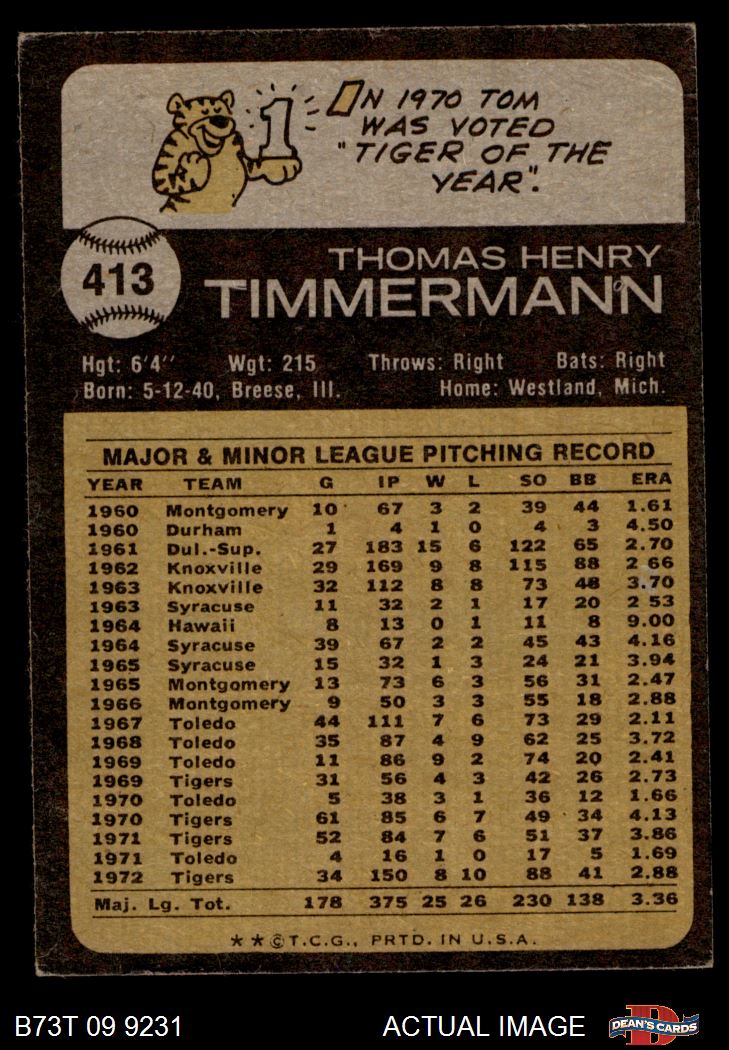 1
IN 1970 TOM
WAS VOTED
"TIGER OF THE
YEAR".
413
THOMAS HENRY
TIMMERMANN
Hgt: 6'4" Wgt: 215 Throws: Right Bats: Right
Born: 5-12-40, Breese, Ill. Home: Westland, Mich.
MAJOR & MINOR LEAGUE PITCHING RECORD
YEAR TEAM G IP W L SO BB ERA
1960 Montgomery 10 67 3 2 39 44 1.61
1960 Durham 1 4 1 0 4 3 4.50
1961 Dul.-Sup. 27 183 15 6 122 65 2.70
1962 Knoxville 29 169 9 8 115 88 2 66
1963 Knoxville 32 112 8 8 73 48 3.70
1963 Syracuse 11 32 2 1 17 20 2 53
1964 Hawaii 8 13 0 1 11 8 9.00
1964 Syracuse 39 67 2 2 45 43 4.16
1965 Syracuse 15 32 1 3 24 21 3.94
1965 Montgomery 13 73 6 3 56 31 2.47
1966 Montgomery 9 50 3 3 55 18 2.88
1967 Toledo 44 111 7 6 73 29 2.11
1968 Toledo 35 87 4 9 62 25 3.72
1969 Toledo 11 86 9 2 74 20 2.41
1969 Tigers 31 56 4 3 42 26 2.73
1970 Toledo 5 38 3 1 36 12 1.66
1970 Tigers 61 85 6 7 49 34 4.13
1971 Tigers 52 84 7 6 51 37 3.86
1971 Toledo 4 16 1 0 17 5 1.69
1972 Tigers 34 150 8 10 88 41 2.88
Maj. Lg. Tot. 178 375 25 26 230 138 3.36
**©T.C.G., PRTD. IN U.S.A.
B73T 09 9231 ACTUAL IMAGE D DEAN'S CARDS